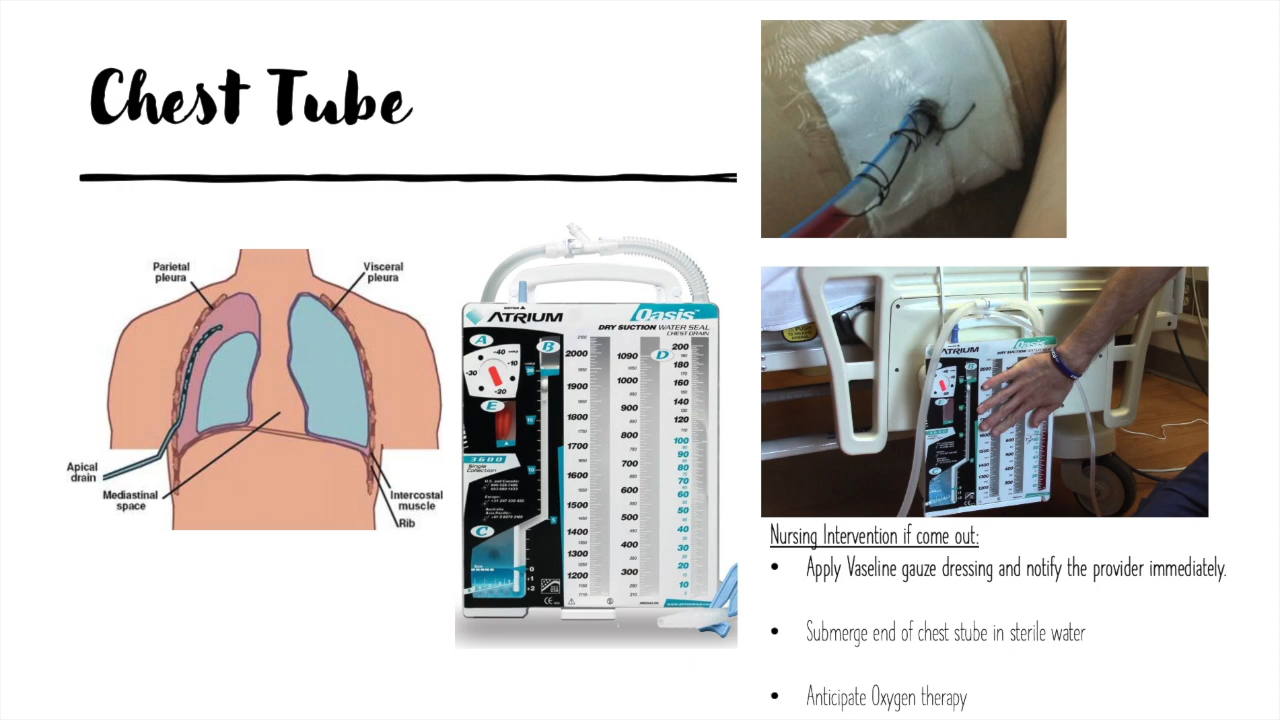 Chest Tube
Parietal
pleura
Visceral
pleura
Apical
drain
Mediastinal
space
Intercostal
muscle
Rib
ATRIUM
Oasis
DRY SUCTION WATER SEAL
CHEST DRAIN
A
B
D
E
C
-40
-10
-30
-20
3600
Single
Collection
2000
1900
1800
1700
1600
1500
1400
1300
1200
1090
1000
900
800
700
600
500
400
300
200
180
160
140
120
100
90
80
70
60
50
40
30
20
10
ATRIUM
Oasis
Nursing Intervention if come out:
• Apply Vaseline gauze dressing and notify the provider immediately.
• Submerge end of chest stube in sterile water
• Anticipate Oxygen therapy